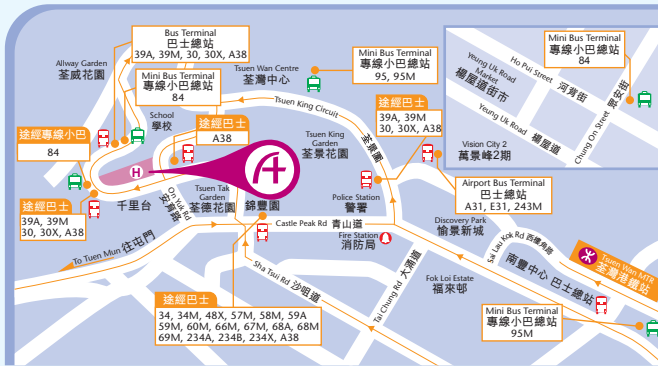 Bus Terminal
巴士總站
39A, 39M, 30, 30X, A38
Allway Garden
荃威花園
Mini Bus Terminal
專線小巴總站
84
School
學校
途經專線小巴
84
途經巴士
39A, 39M
30, 30X, A38
H
千里台
On Yuk Rd
安育路
途經巴士
A38
Tsuen Wan Centre
荃灣中心
Mini Bus Terminal
專線小巴總站
95, 95M
Tsuen King Circuit
荃景圍
Tsuen King
Garden
荃景花園
途經巴士
39A, 39M
30, 30X, A38
Tsuen Tak
Garden
荃德花園
錦豐園
Police Station
警署
Castle Peak Rd 青山道
Fire Station
消防局
Airport Bus Terminal
巴士總站
A31, E31, 243M
Discovery Park
愉景新城
To Tuen Mun 往屯門
Sha Tsui Rd 沙咀道
Tai Chung Rd 大涌道
Fok Loi Estate
福來邨
Sai Lau Kok Rd 西樓角路
南豐中心 巴士總站
Tsuen Wan MTR
荃灣港鐵站
途經巴士
34, 34M, 48X, 57M, 58M, 59A
59M, 60M, 66M, 67M, 68A, 68M
69M, 234A, 234B, 234X, A38
Mini Bus Terminal
專線小巴總站
95M
Yeung Uk Road
Market
楊屋道街市
Ho Pui Street 河背街
Mini Bus Terminal
專線小巴總站
84
Yeung Uk Road 楊屋道
Chung On Street 眾安街
Vision City 2
萬景峰2期